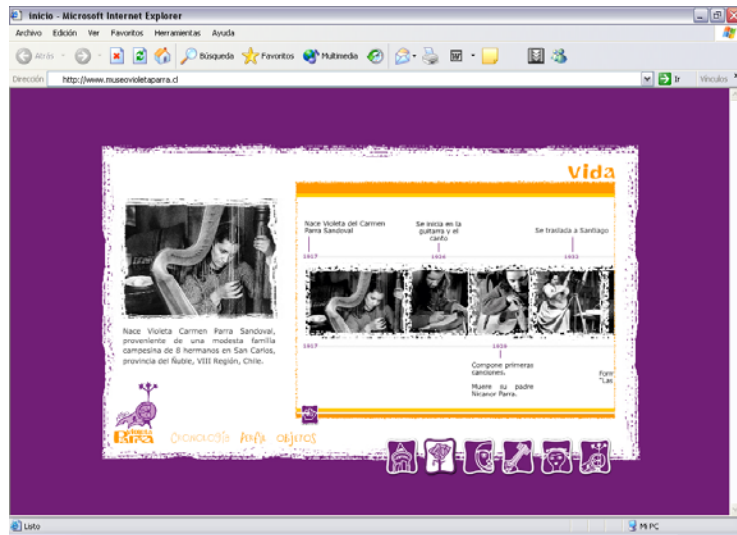 inicio - Microsoft Internet Explorer
Archivo Edición Ver Favoritos Herramientas Ayuda
Atrás Búsqueda Favoritos Multimedia
Dirección http://www.museovioletaparra.cl Ir Vínculos
Vida
Nace Violeta del Carmen
Parra Sandoval
Se inicia en la
guitarra y el
canto
Se traslada a Santiago
1917 1926 1932
Nace Violeta Carmen Parra Sandoval,
proveniente de una modesta familia
campesina de 8 hermanos en San Carlos,
provincia del Ñuble, VIII Región, Chile.
1917 1929
Compone primeras
canciones.
Muere su padre
Nicanor Parra.
Form
"Las
VIOLETA
Parra
Cronología Perfil objetos
Listo Mi PC